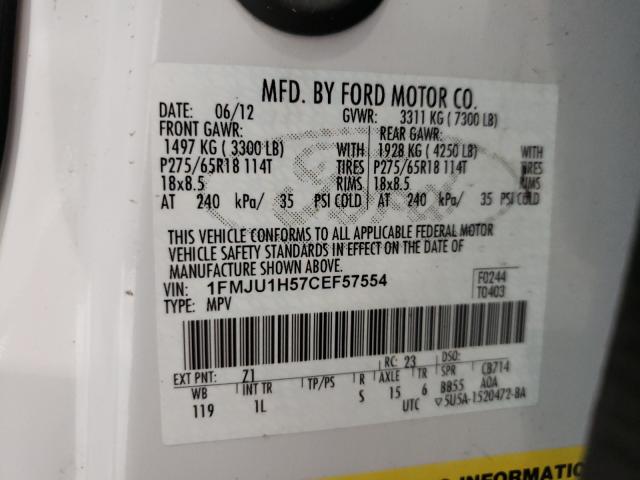 MFD. BY FORD MOTOR CO.
DATE: 06/12 GVWR: 3311 KG ( 7300 LB)
FRONT GAWR: REAR GAWR:
1497 KG ( 3300 LB) WITH 1928 KG ( 4250 LB) WITH
P275/65R18 114T TIRES P275/65R18 114T TIRES
18x8.5 RIMS 18x8.5 RIMS
AT 240 kPa/ 35 PSI COLD AT 240 kPa/ 35 PSI COLD
THIS VEHICLE CONFORMS TO ALL APPLICABLE FEDERAL MOTOR
VEHICLE SAFETY STANDARDS IN EFFECT ON THE DATE OF
MANUFACTURE SHOWN ABOVE.
VIN: 1FMJU1H57CEF57554 F0244
TYPE: MPV T0403
EXT PNT: Z1 RC: 23 DSO:
WB INT TR TP/PS R AXLE TR SPR CB714
119 1L S 15 6 BB55 AOA
UTC ▽5U5A-1520472-BA
INFORMATION